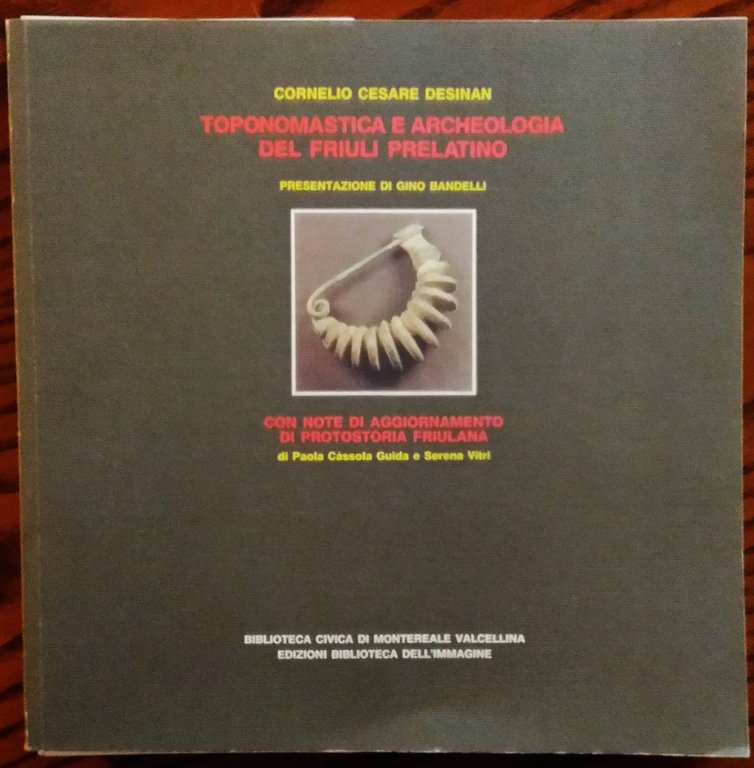 CORNELIO CESARE DESINAN
TOPONOMASTICA E ARCHEOLOGIA
DEL FRIULI PRELATINO
PRESENTAZIONE DI GINO BANDELLI
CON NOTE DI AGGIORNAMENTO
DI PROTOSTORIA FRIULANA
di Paola Càssola Guida e Serena Vitri
BIBLIOTECA CIVICA DI MONTEREALE VALCELLINA
EDIZIONI BIBLIOTECA DELL'IMMAGINE